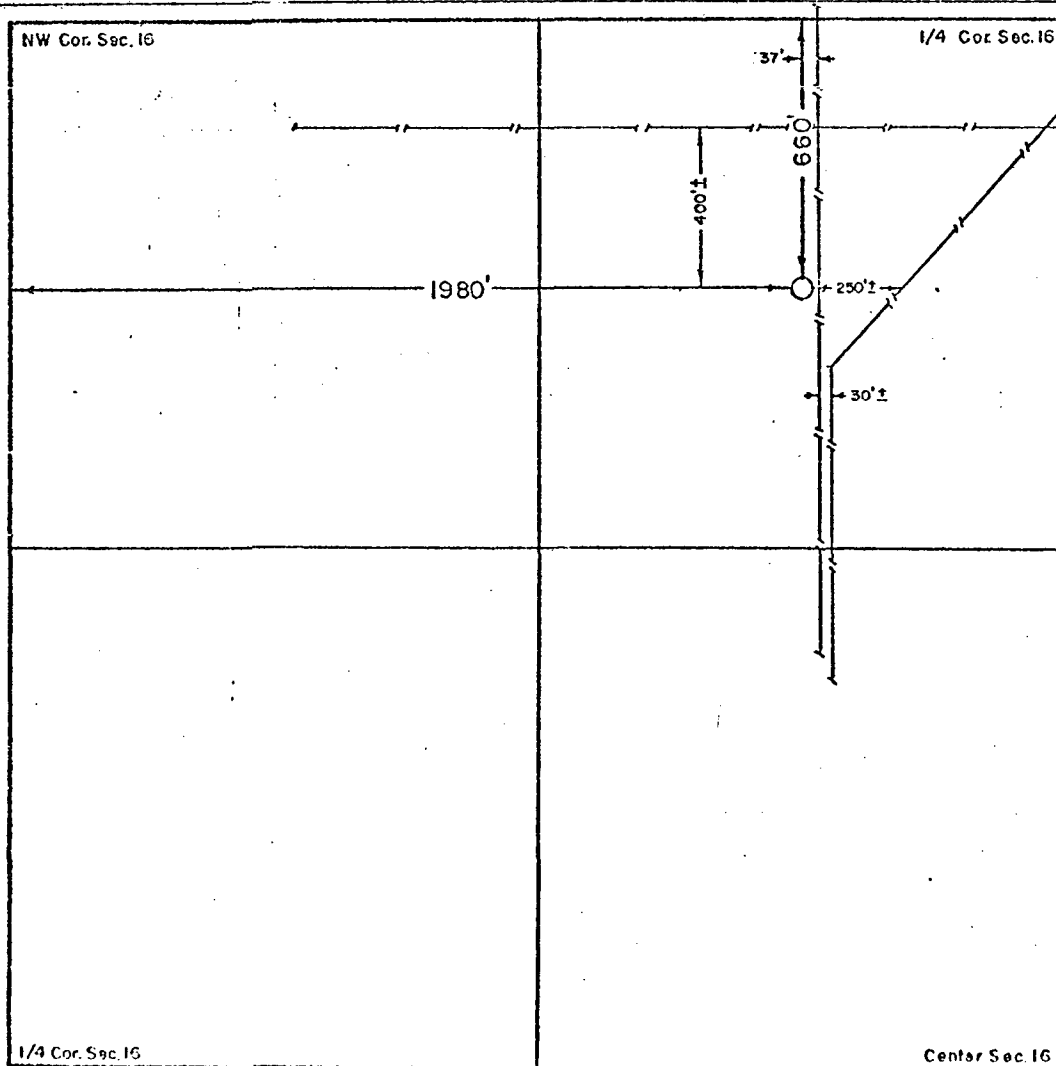 NW Cor. Sec. 16
1/4 Cor. Sec. 16
37'
660'
400'±
1980'
250'±
30'±
1/4 Cor. Sec. 16
Center Sec. 16